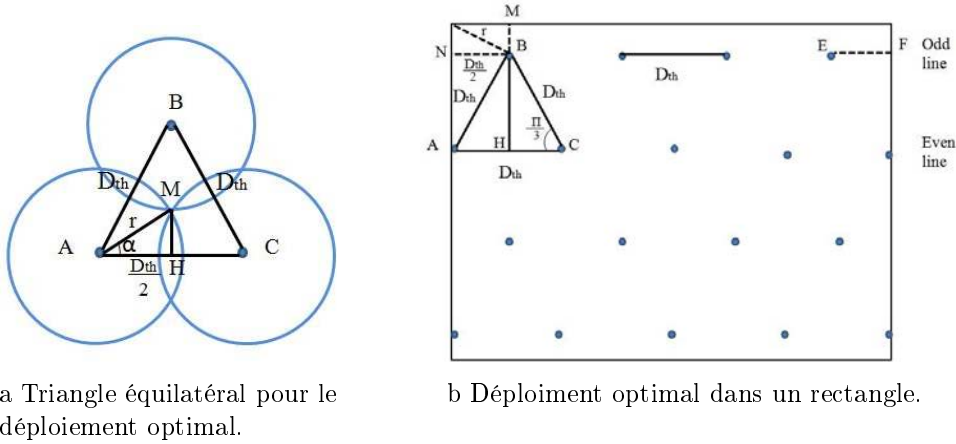 B
Dth
Dth
M
r
A
α
C
Dth
2
H
a Triangle équilatéral pour le
déploiement optimal.
M
r
N
B
E
F
Odd
line
Dth
2
Dth
Dth
Dth
Π
3
A
H
C
Dth
Even
line
b Déploiment optimal dans un rectangle.